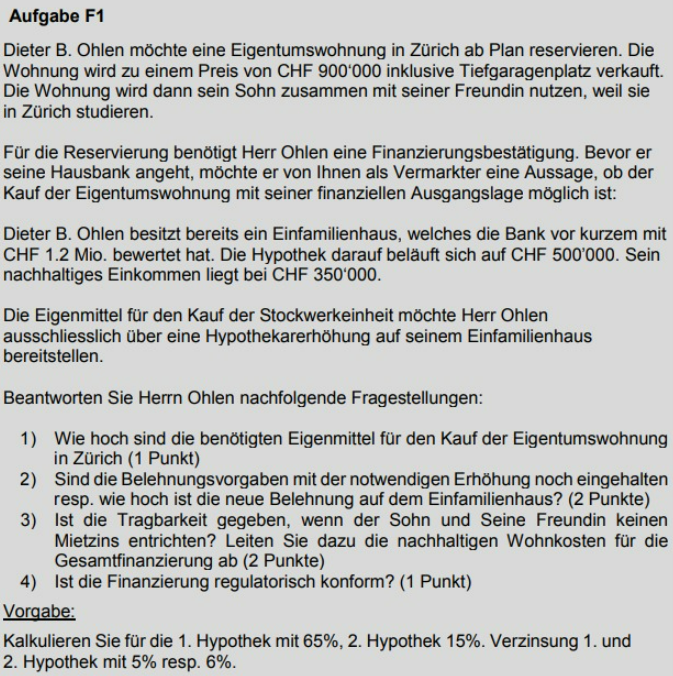 Aufgabe F1
Dieter B. Ohlen möchte eine Eigentumswohnung in Zürich ab Plan reservieren. Die
Wohnung wird zu einem Preis von CHF 900‘000 inklusive Tiefgaragenplatz verkauft.
Die Wohnung wird dann sein Sohn zusammen mit seiner Freundin nutzen, weil sie
in Zürich studieren.
Für die Reservierung benötigt Herr Ohlen eine Finanzierungsbestätigung. Bevor er
seine Hausbank angeht, möchte er von Ihnen als Vermarkter eine Aussage, ob der
Kauf der Eigentumswohnung mit seiner finanziellen Ausgangslage möglich ist:
Dieter B. Ohlen besitzt bereits ein Einfamilienhaus, welches die Bank vor kurzem mit
CHF 1.2 Mio. bewertet hat. Die Hypothek darauf beläuft sich auf CHF 500’000. Sein
nachhaltiges Einkommen liegt bei CHF 350‘000.
Die Eigenmittel für den Kauf der Stockwerkeinheit möchte Herr Ohlen
ausschliesslich über eine Hypothekarerhöhung auf seinem Einfamilienhaus
bereitstellen.
Beantworten Sie Herrn Ohlen nachfolgende Fragestellungen:
1) Wie hoch sind die benötigten Eigenmittel für den Kauf der Eigentumswohnung
in Zürich (1 Punkt)
2) Sind die Belehnungsvorgaben mit der notwendigen Erhöhung noch eingehalten
resp. wie hoch ist die neue Belehnung auf dem Einfamilienhaus? (2 Punkte)
3) Ist die Tragbarkeit gegeben, wenn der Sohn und Seine Freundin keinen
Mietzins entrichten? Leiten Sie dazu die nachhaltigen Wohnkosten für die
Gesamtfinanzierung ab (2 Punkte)
4) Ist die Finanzierung regulatorisch konform? (1 Punkt)
Vorgabe:
Kalkulieren Sie für die 1. Hypothek mit 65%, 2. Hypothek 15%. Verzinsung 1. und
2. Hypothek mit 5% resp. 6%.